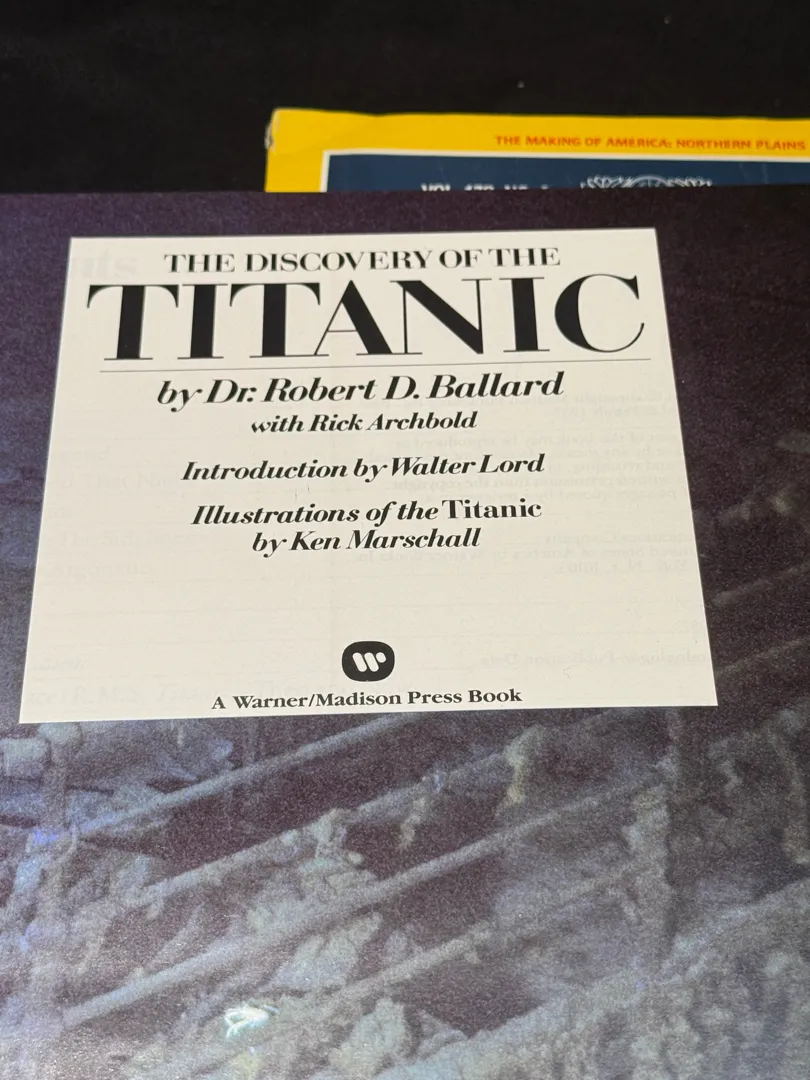 THE MAKING OF AMERICA: NORTHERN PLAINS
THE DISCOVERY OF THE
TITANIC
by Dr. Robert D. Ballard
with Rick Archbold
Introduction by Walter Lord
Illustrations of the Titanic
by Ken Marschall
A Warner/Madison Press Book